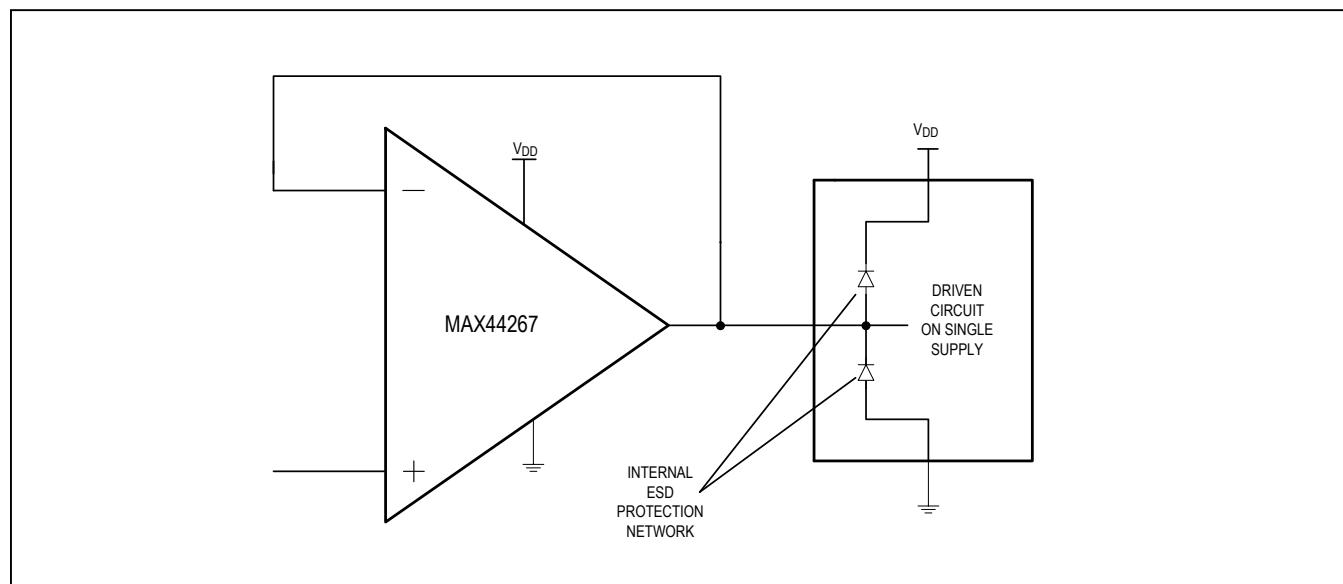 VDD
VDD
−
MAX44267
+
DRIVEN
CIRCUIT
ON SINGLE
SUPPLY
INTERNAL
ESD
PROTECTION
NETWORK